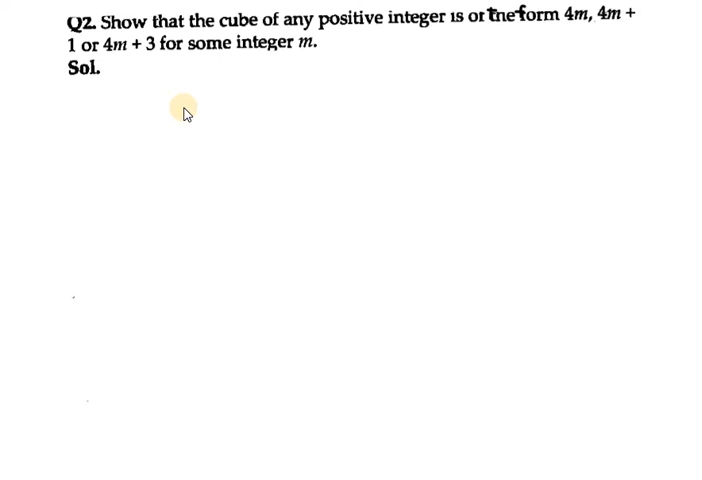 Q2. Show that the cube of any positive integer is of the form 4m, 4m +
1 or 4m + 3 for some integer m.
Sol.